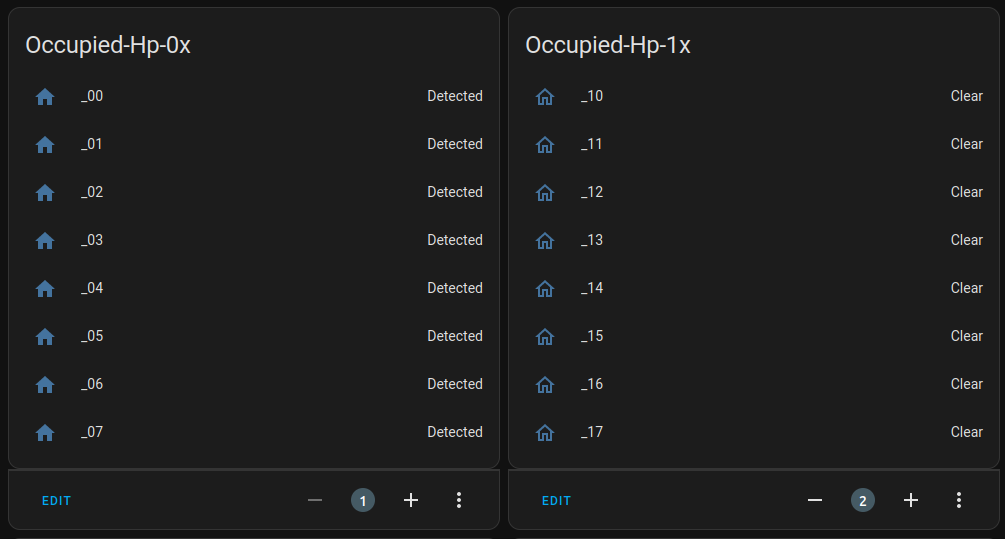 Occupied-Hp-0x
_00 Detected
_01 Detected
_02 Detected
_03 Detected
_04 Detected
_05 Detected
_06 Detected
_07 Detected
EDIT 1
Occupied-Hp-1x
_10 Clear
_11 Clear
_12 Clear
_13 Clear
_14 Clear
_15 Clear
_16 Clear
_17 Clear
EDIT 2